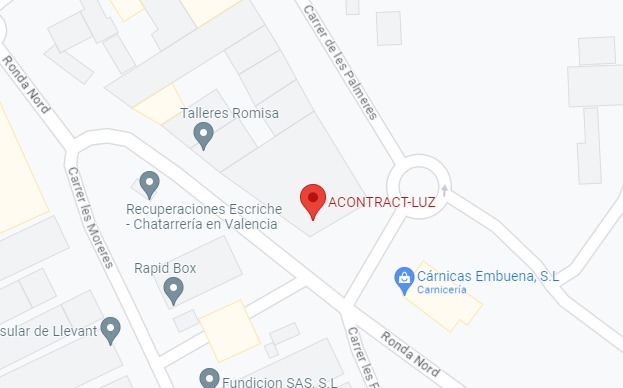 Ronda Nord
Carrer de les Palmeres
Talleres Romisa
Recuperaciones Escriche
- Chatarrería en Valencia
ACONTRACT-LUZ
Carrer les Moreres
Rapid Box
Cárnicas Embuena, S.L
Carnicería
sular de Llevant
Ronda Nord
Carrer les P
Fundicion SAS, S.L